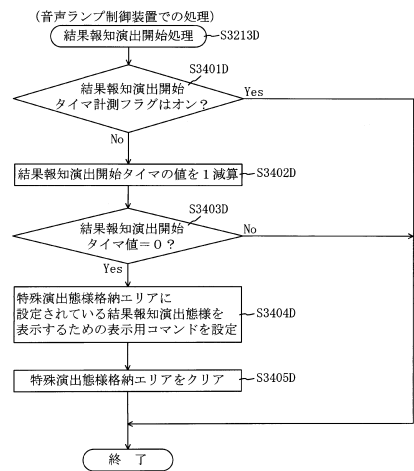 (音声ランプ制御装置での処理)
結果報知演出開始処理
S3213D
S3401D
結果報知演出開始
タイマ計測フラグはオン?
Yes
No
結果報知演出開始タイマの値を1減算
S3402D
S3403D
結果報知演出開始
タイマ値=0?
No
Yes
特殊演出態様格納エリアに
設定されている結果報知演出態様を
表示するための表示用コマンドを設定
S3404D
特殊演出態様格納エリアをクリア
S3405D
終 了